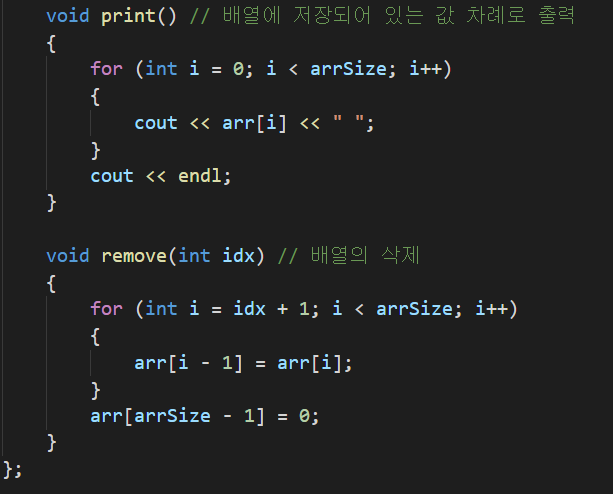 void print() // 배열에 저장되어 있는 값 차례로 출력
{
for (int i = 0; i < arrSize; i++)
{
cout << arr[i] << " ";
}
cout << endl;
}
void remove(int idx) // 배열의 삭제
{
for (int i = idx + 1; i < arrSize; i++)
{
arr[i - 1] = arr[i];
}
arr[arrSize - 1] = 0;
}
};